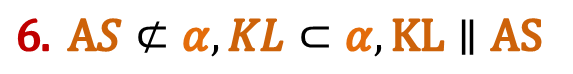 6. AS ⊄ α, KL ⊂ α, KL ∥ AS